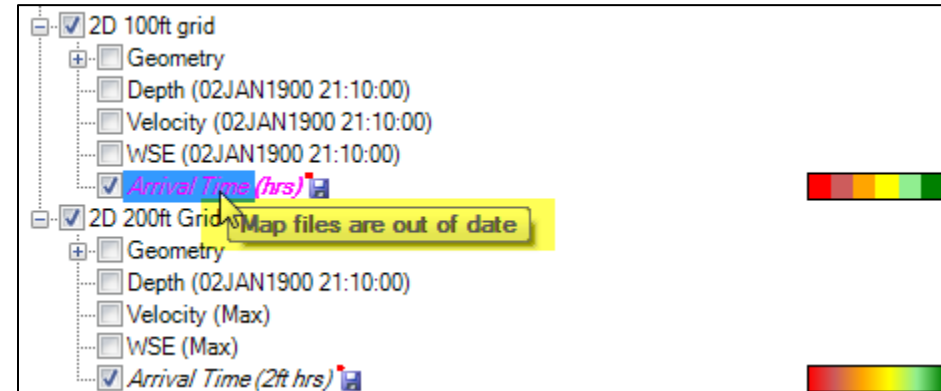 2D 100ft grid
Geometry
Depth (02JAN1900 21:10:00)
Velocity (02JAN1900 21:10:00)
WSE (02JAN1900 21:10:00)
Arrival Time (hrs)
2D 200ft Grid
Map files are out of date
Geometry
Depth (02JAN1900 21:10:00)
Velocity (Max)
WSE (Max)
Arrival Time (2ft hrs)